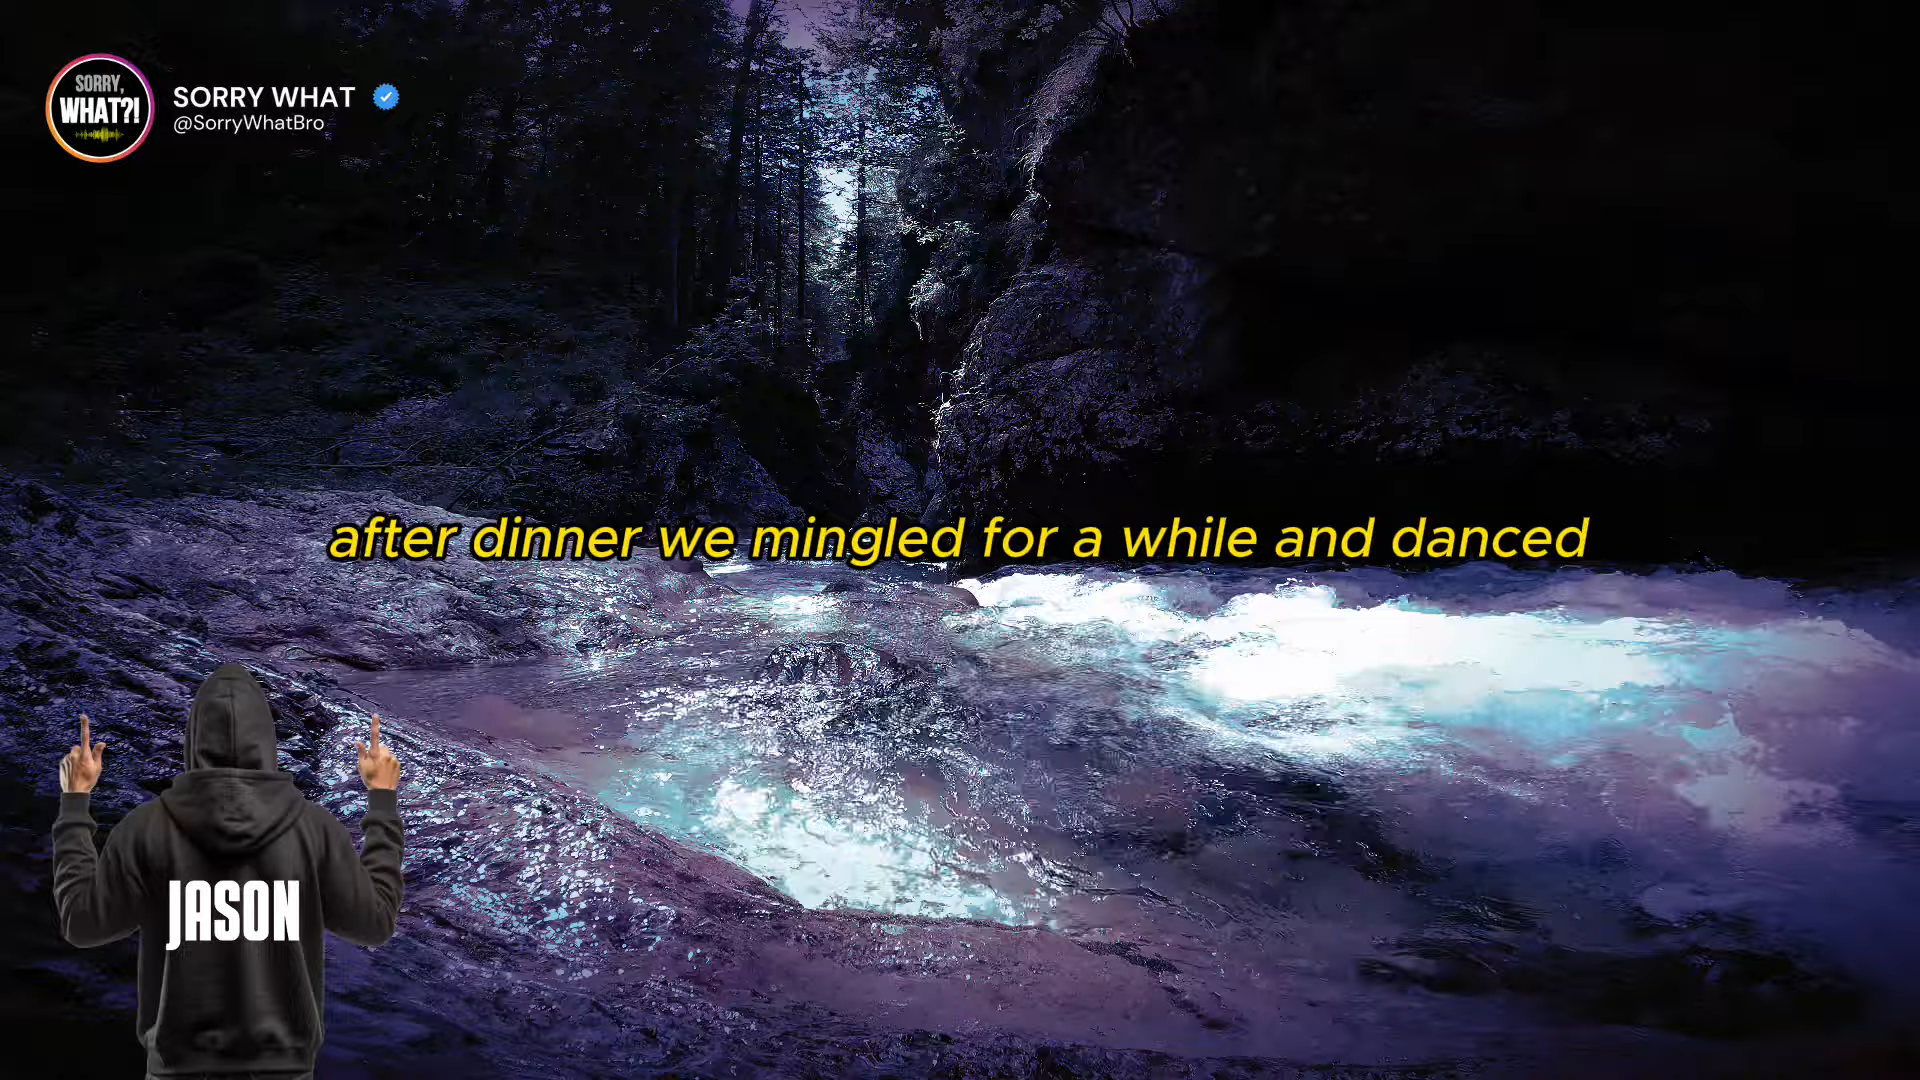 SORRY,
WHAT?!
SORRY WHAT
@SorryWhatBro
after dinner we mingled for a while and danced
JASON